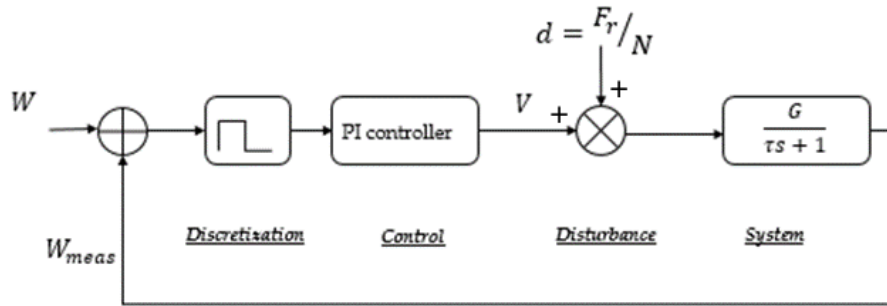 d = F_r/N
W
V
+
+
PI controller
G
τs + 1
W_meas
Discretization
Control
Disturbance
System